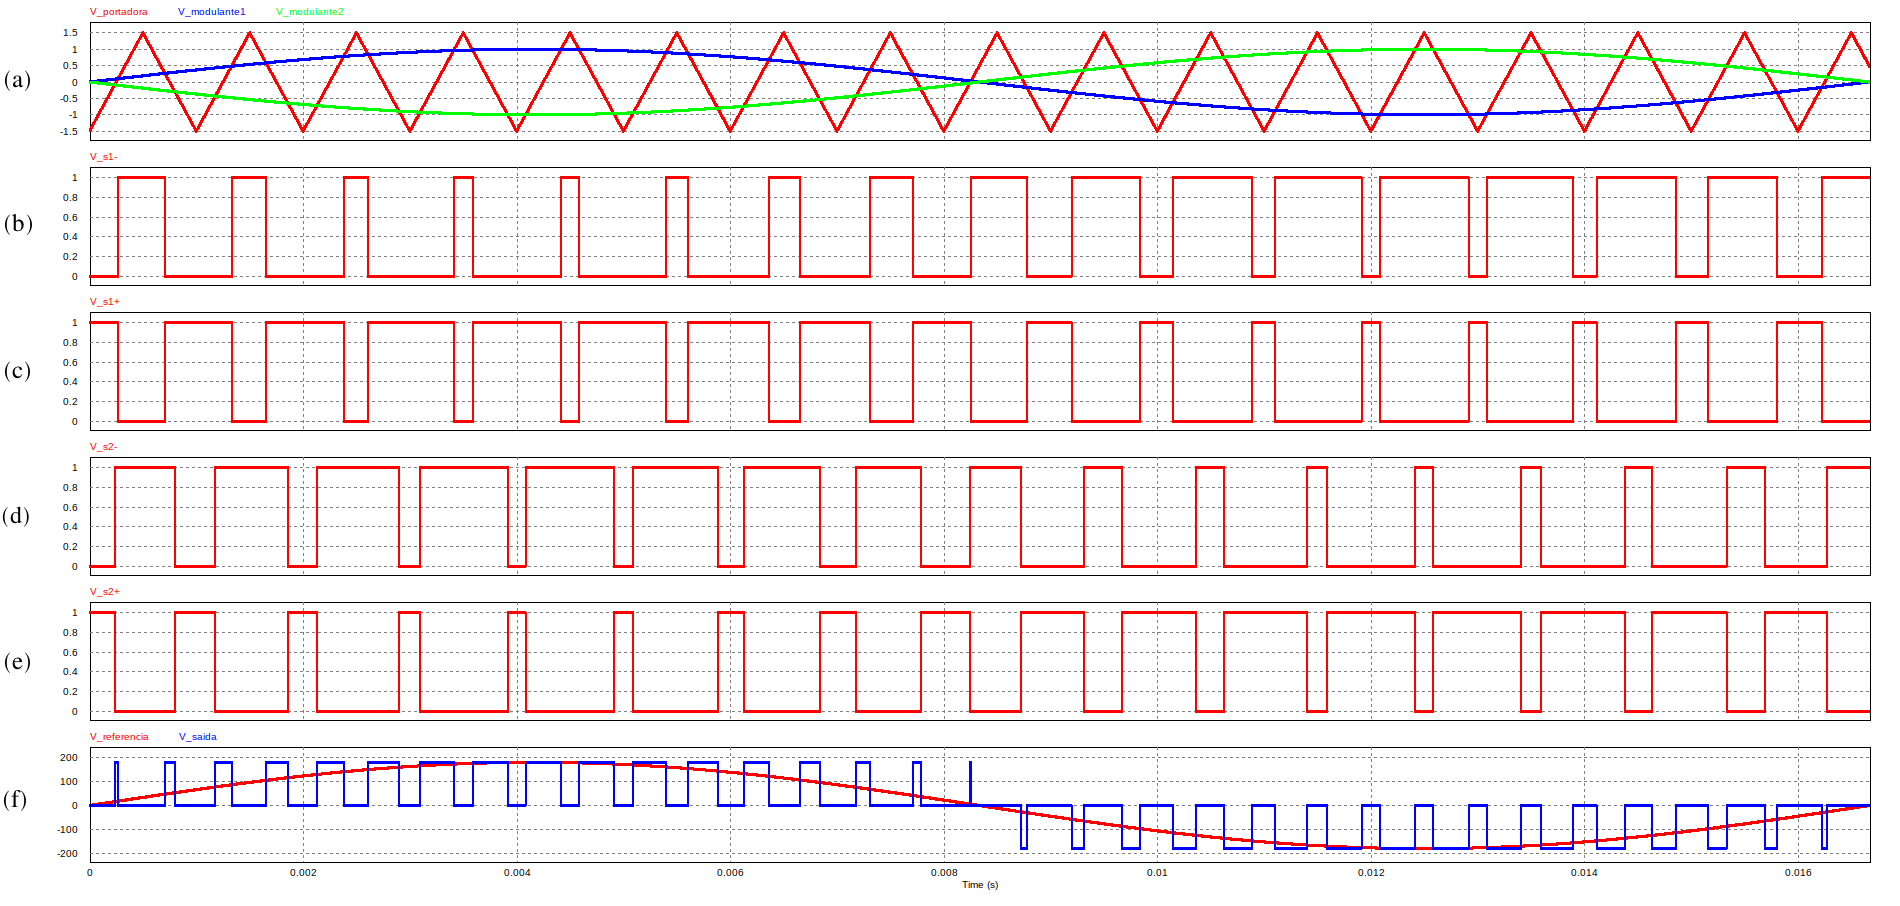 V_portadora V_modulante1 V_modulante2
1.5
1
0.5
(a) 0
-0.5
-1
-1.5
V_s1-
1
0.8
(b) 0.6
0.4
0.2
0
V_s1+
1
0.8
0.6
(c) 0.4
0.2
0
V_s2-
1
0.8
(d) 0.6
0.4
0.2
0
V_s2+
1
0.8
0.6
(e) 0.4
0.2
0
V_referencia V_saida
200
100
(f) 0
-100
-200
0 0.002 0.004 0.006 0.008 0.01 0.012 0.014 0.016
Time (s)